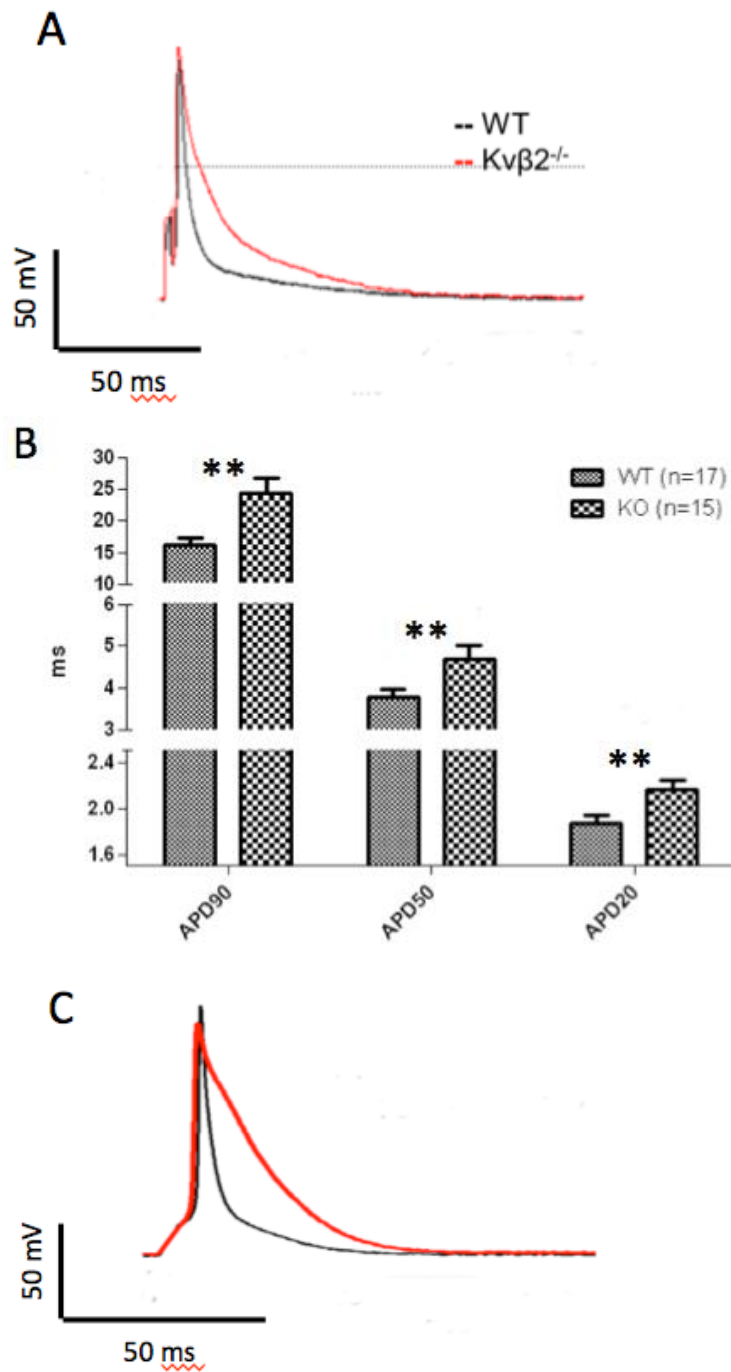 A
-- WT
-- Kvβ2-/-
50 mV
50 ms
B
30
25
20
15
10
6
5
4
3
2.4
2.0
1.6
ms
**
**
**
WT (n=17)
KO (n=15)
APD90
APD50
APD20
C
50 mV
50 ms